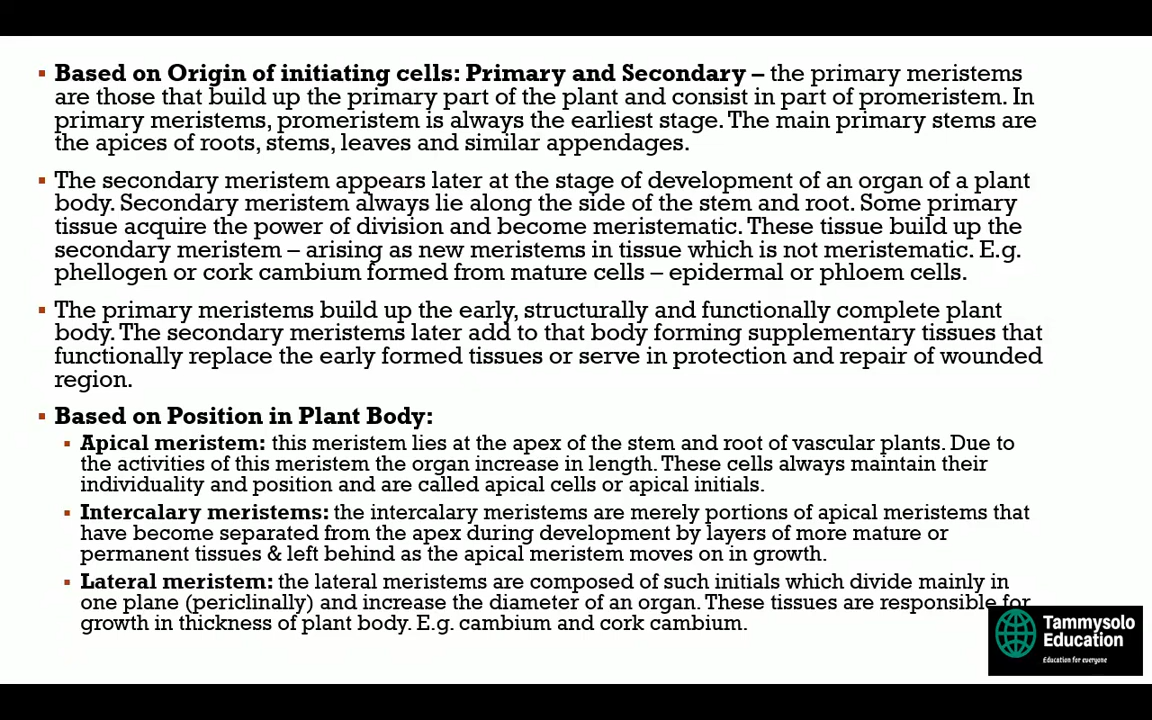 ▪ Based on Origin of initiating cells: Primary and Secondary – the primary meristems
are those that build up the primary part of the plant and consist in part of promeristem. In
primary meristems, promeristem is always the earliest stage. The main primary stems are
the apices of roots, stems, leaves and similar appendages.
▪ The secondary meristem appears later at the stage of development of an organ of a plant
body. Secondary meristem always lie along the side of the stem and root. Some primary
tissue acquire the power of division and become meristematic. These tissue build up the
secondary meristem – arising as new meristems in tissue which is not meristematic. E.g.
phellogen or cork cambium formed from mature cells – epidermal or phloem cells.
▪ The primary meristems build up the early, structurally and functionally complete plant
body. The secondary meristems later add to that body forming supplementary tissues that
functionally replace the early formed tissues or serve in protection and repair of wounded
region.
▪ Based on Position in Plant Body:
▪ Apical meristem: this meristem lies at the apex of the stem and root of vascular plants. Due to
the activities of this meristem the organ increase in length. These cells always maintain their
individuality and position and are called apical cells or apical initials.
▪ Intercalary meristems: the intercalary meristems are merely portions of apical meristems that
have become separated from the apex during development by layers of more mature or
permanent tissues & left behind as the apical meristem moves on in growth.
▪ Lateral meristem: the lateral meristems are composed of such initials which divide mainly in
one plane (periclinally) and increase the diameter of an organ. These tissues are responsible for
growth in thickness of plant body. E.g. cambium and cork cambium.
Tammysolo
Education
Education for everyone